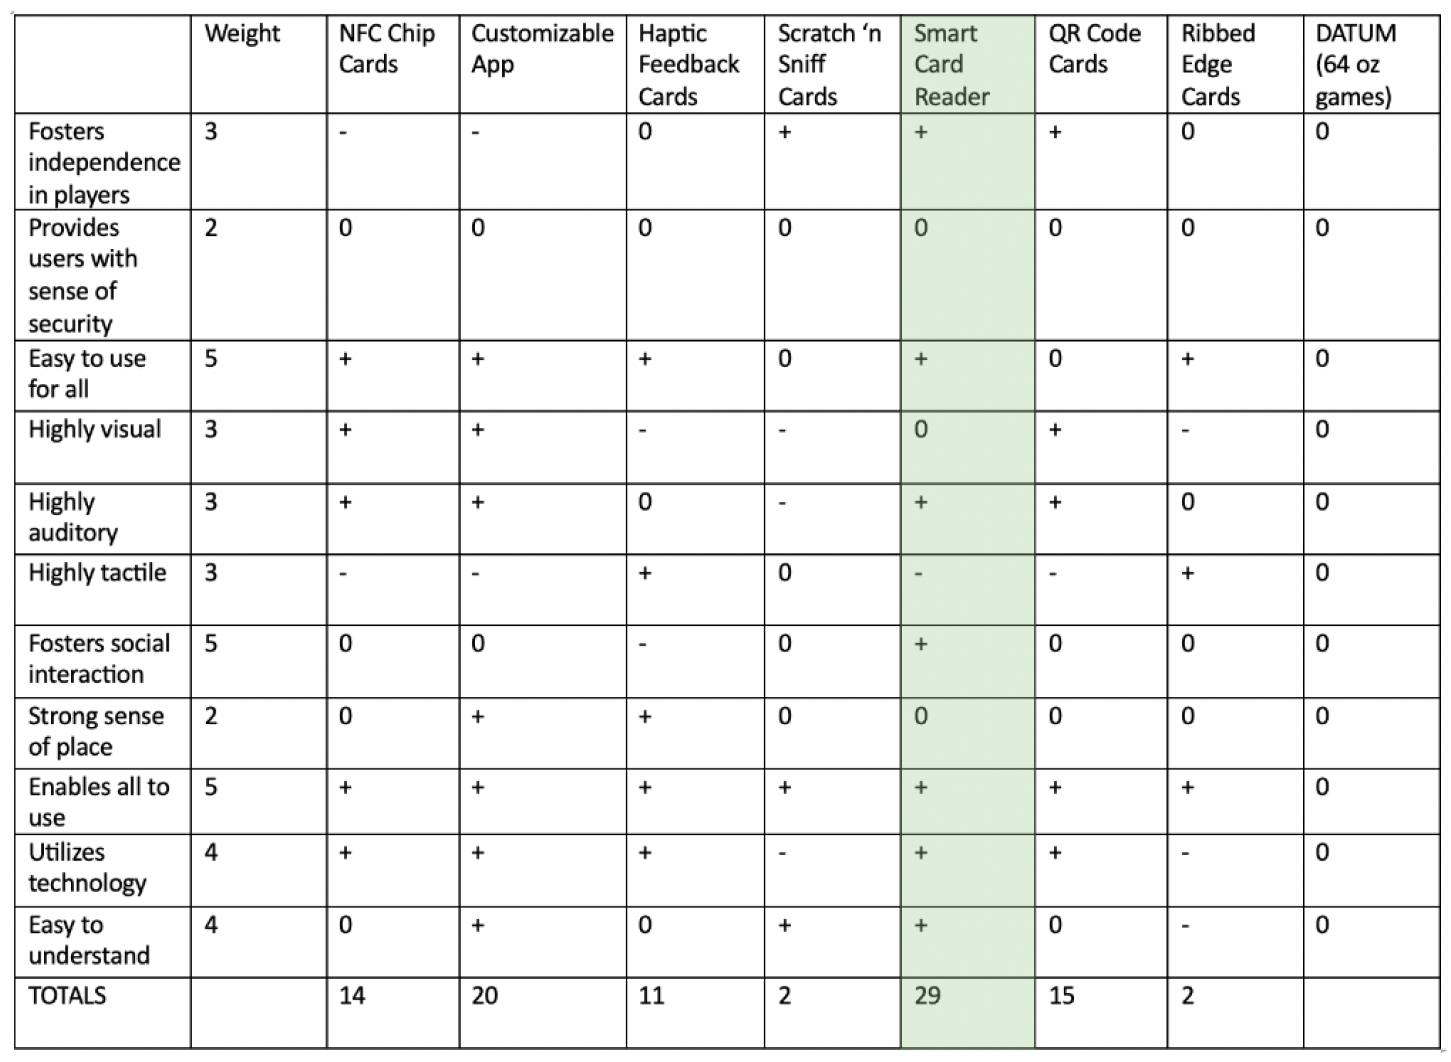 Weight NFC Chip Cards Customizable App Haptic Feedback Cards Scratch ‘n Sniff Cards Smart Card Reader QR Code Cards Ribbed Edge Cards DATUM (64 oz games)
Fosters independence in players 3 - - 0 + + + 0 0
Provides users with sense of security 2 0 0 0 0 0 0 0 0
Easy to use for all 5 + + + 0 + 0 + 0
Highly visual 3 + + - - 0 + - 0
Highly auditory 3 + + 0 - + + 0 0
Highly tactile 3 - - + 0 - - + 0
Fosters social interaction 5 0 0 - 0 + 0 0 0
Strong sense of place 2 0 + + 0 0 0 0 0
Enables all to use 5 + + + + + + + 0
Utilizes technology 4 + + + - + + - 0
Easy to understand 4 0 + 0 + + 0 - 0
TOTALS 14 20 11 2 29 15 2